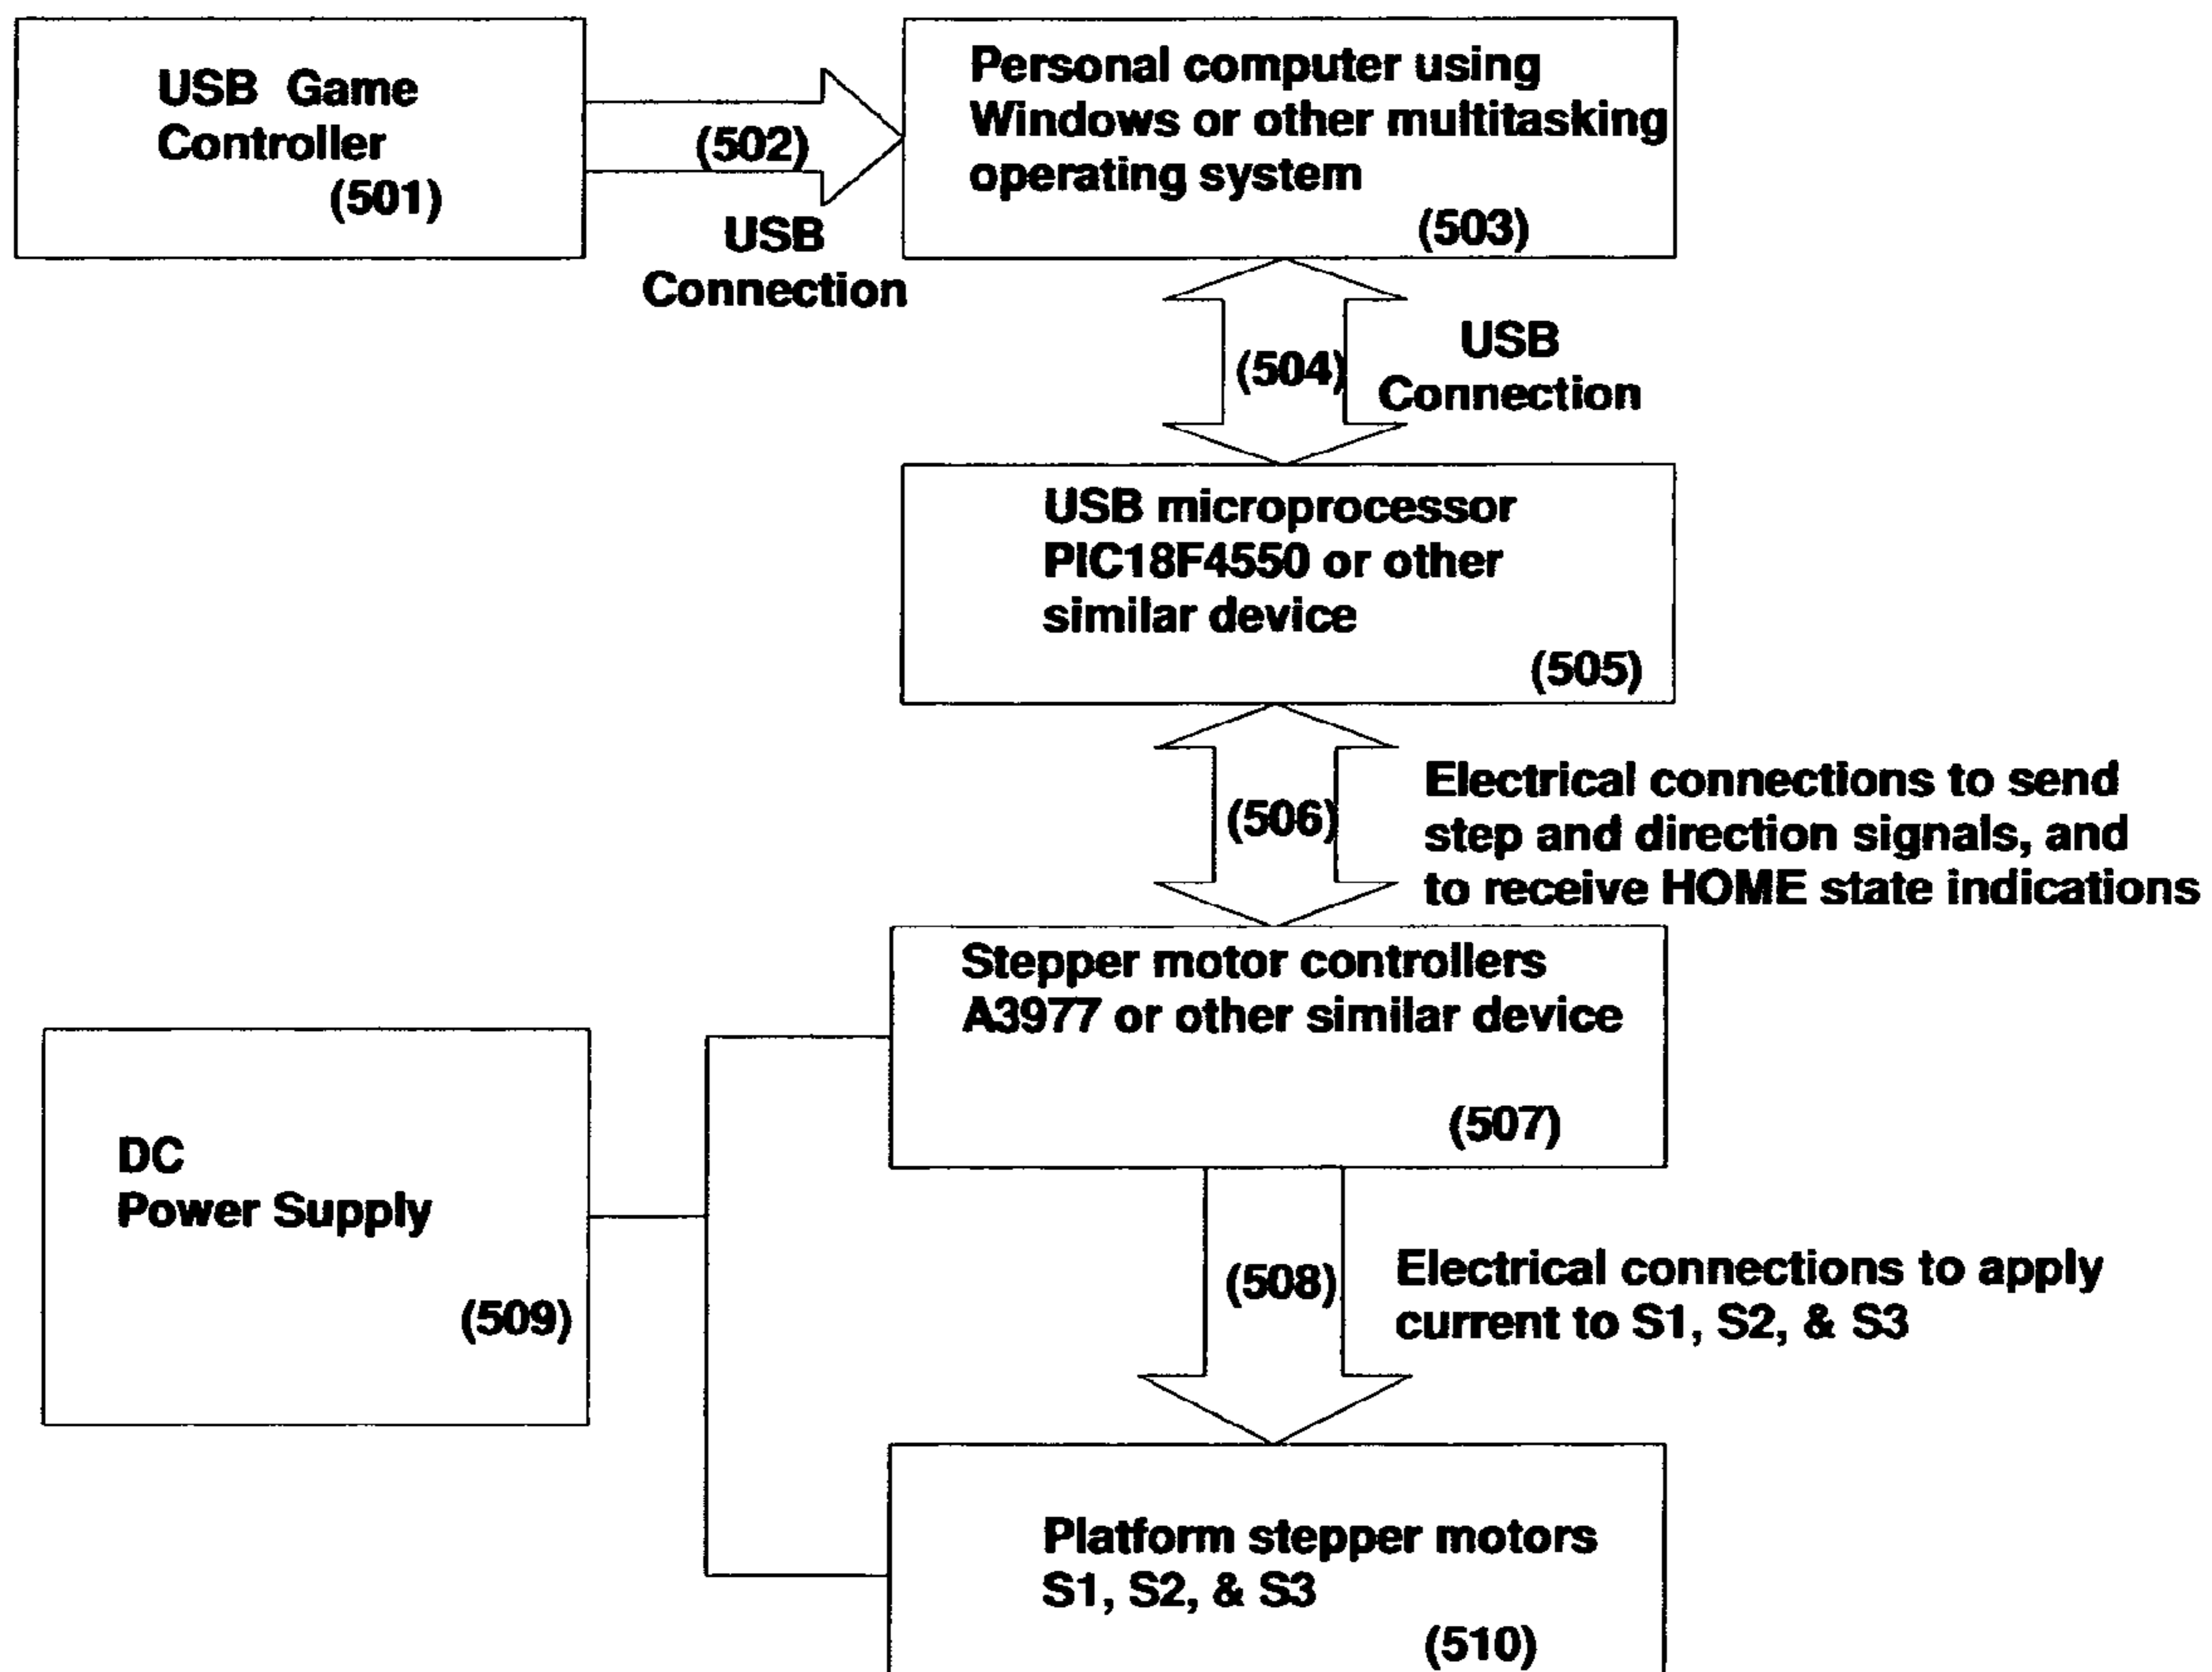 USB Game
Controller
(501)
(502)
USB
Connection
Personal computer using
Windows or other multitasking
operating system
(503)
(504)
USB
Connection
USB microprocessor
PIC18F4550 or other
similar device
(505)
(506)
Electrical connections to send
step and direction signals, and
to receive HOME state indications
Stepper motor controllers
A3977 or other similar device
(507)
DC
Power Supply
(509)
(508)
Electrical connections to apply
current to S1, S2, & S3
Platform stepper motors
S1, S2, & S3
(510)